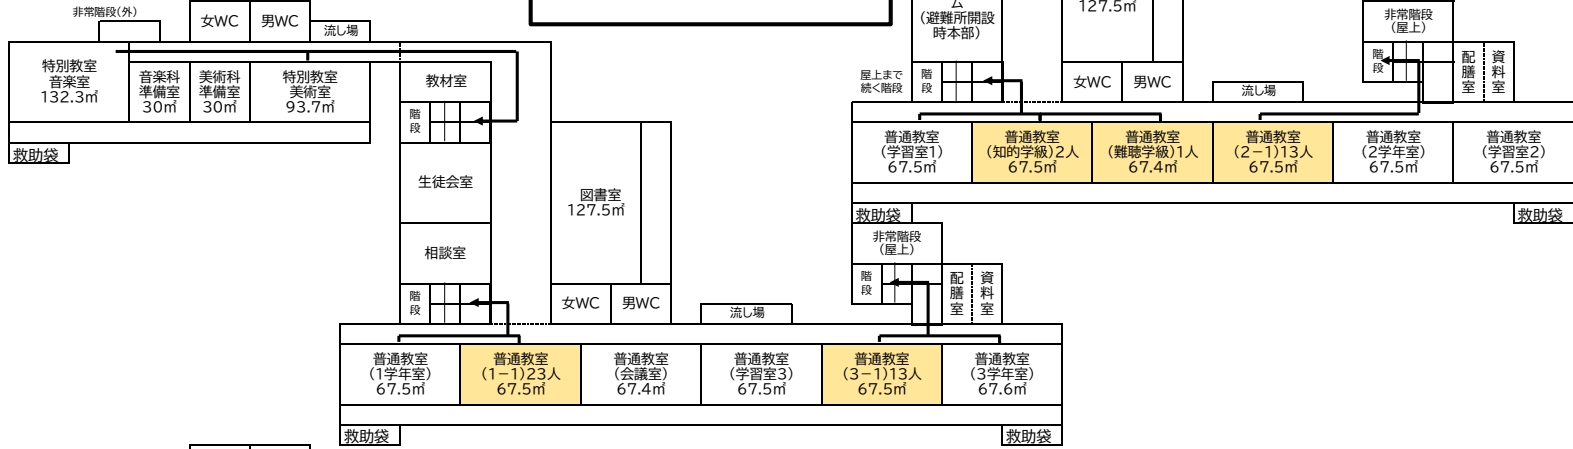 非常階段(外)
女WC
男WC
流し場
特別教室
音楽室
132.3㎡
音楽科
準備室
30㎡
美術科
準備室
30㎡
特別教室
美術室
93.7㎡
救助袋
教材室
階段
生徒会室
相談室
階段
図書室
127.5㎡
女WC
男WC
流し場
普通教室
(1学年室)
67.5㎡
普通教室
(1−1)23人
67.5㎡
普通教室
(会議室)
67.4㎡
普通教室
(学習室3)
67.5㎡
普通教室
(3−1)13人
67.5㎡
普通教室
(3学年室)
67.6㎡
救助袋
救助袋
ム
(避難所開設
時本部)
127.5㎡
非常階段
(屋上)
階段
配膳室
資料室
屋上まで
続く階段
階段
女WC
男WC
流し場
普通教室
(学習室1)
67.5㎡
普通教室
(知的学級)2人
67.5㎡
普通教室
(難聴学級)1人
67.4㎡
普通教室
(2−1)13人
67.5㎡
普通教室
(2学年室)
67.5㎡
普通教室
(学習室2)
67.5㎡
救助袋
救助袋
非常階段
(屋上)
階段
配膳室
資料室